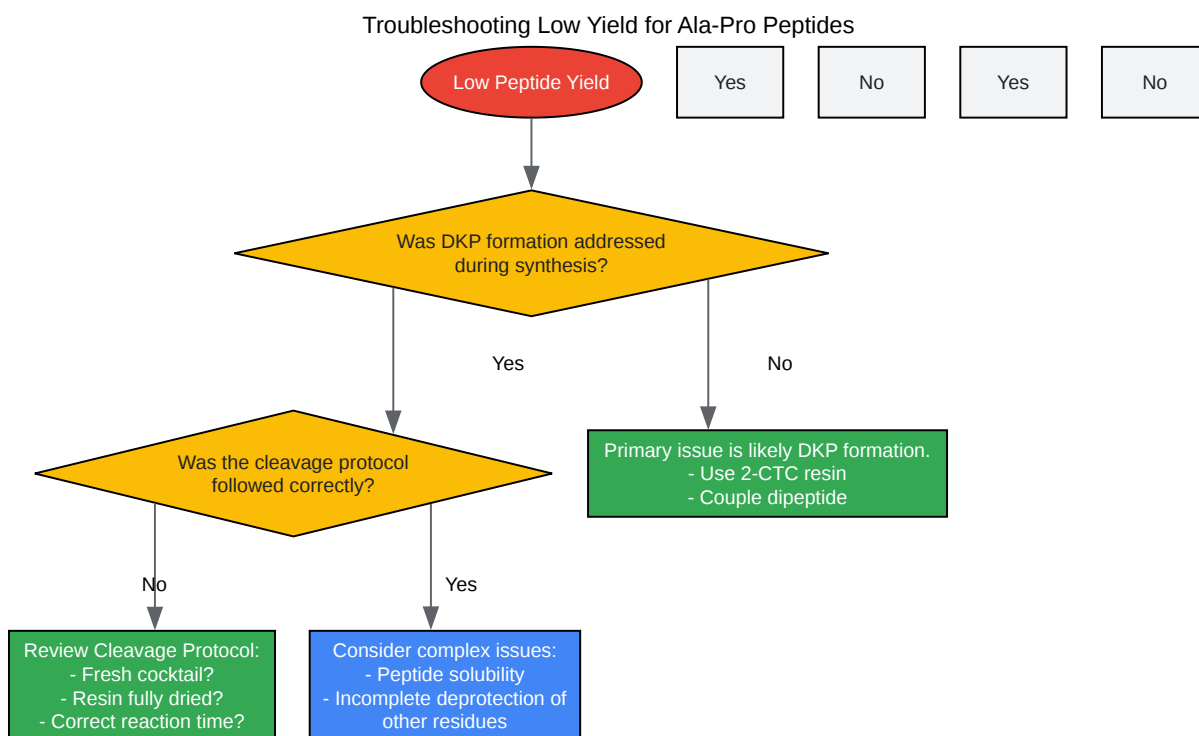 Troubleshooting Low Yield for Ala-Pro Peptides
Low Peptide Yield
Yes
No
Yes
No
Was DKP formation addressed
during synthesis?
Yes
No
Was the cleavage protocol
followed correctly?
Primary issue is likely DKP formation.
- Use 2-CTC resin
- Couple dipeptide
No
Yes
Review Cleavage Protocol:
- Fresh cocktail?
- Resin fully dried?
- Correct reaction time?
Consider complex issues:
- Peptide solubility
- Incomplete deprotection of
other residues